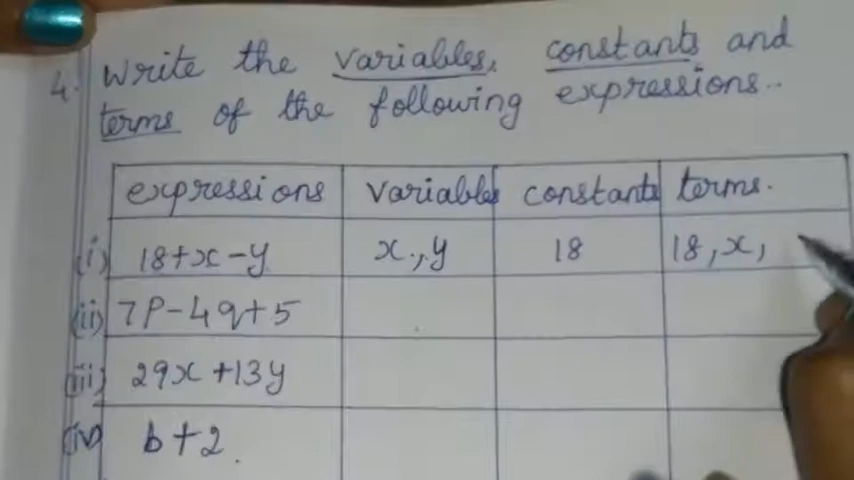 4. Write the variables, constants and
terms of the following expressions..
expressions variables constants terms.
(i) 18+x-y x, y 18 18, x,
(ii) 7P-4q+5
(iii) 29x+13y
(iv) b+2.